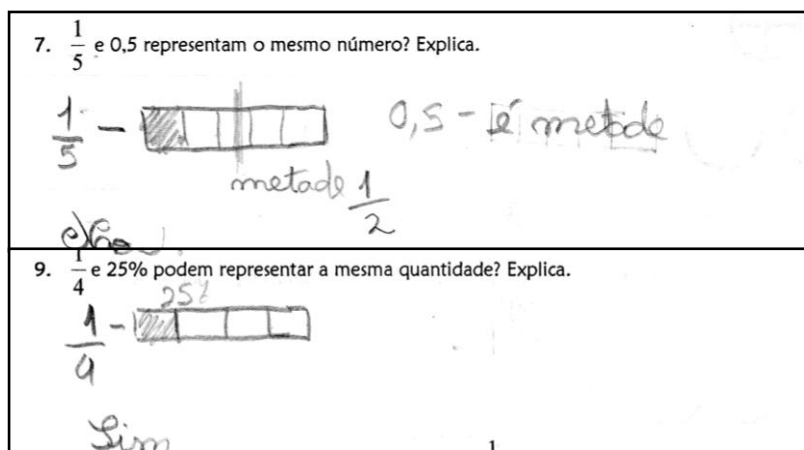 7. 1/5 e 0,5 representam o mesmo número? Explica.
1/5 - 0,5 - é metade
metade 1/2
Não.
9. 1/4 e 25% podem representar a mesma quantidade? Explica.
25%
1/4 -
Sim
1